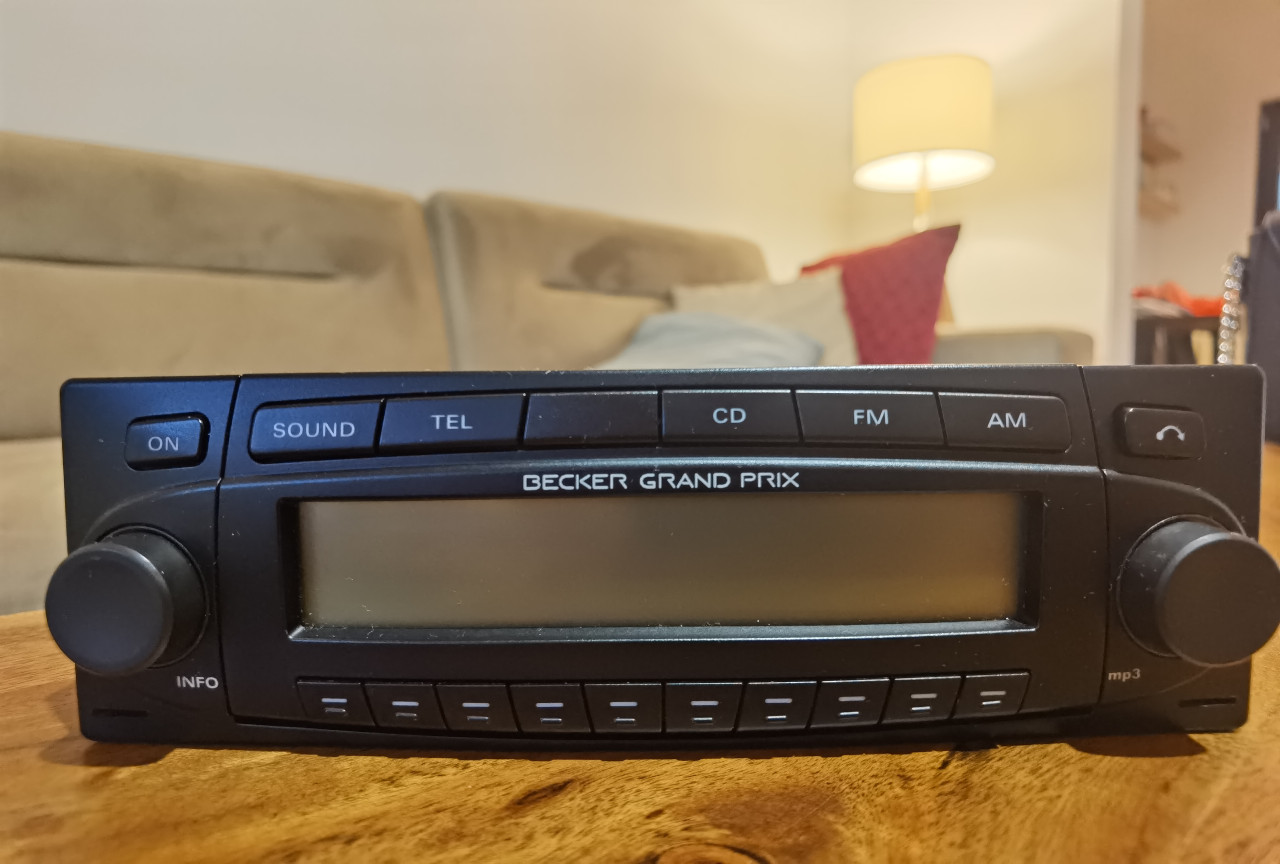 ON
SOUND
TEL
CD
FM
AM
BECKER GRAND PRIX
INFO
mp3